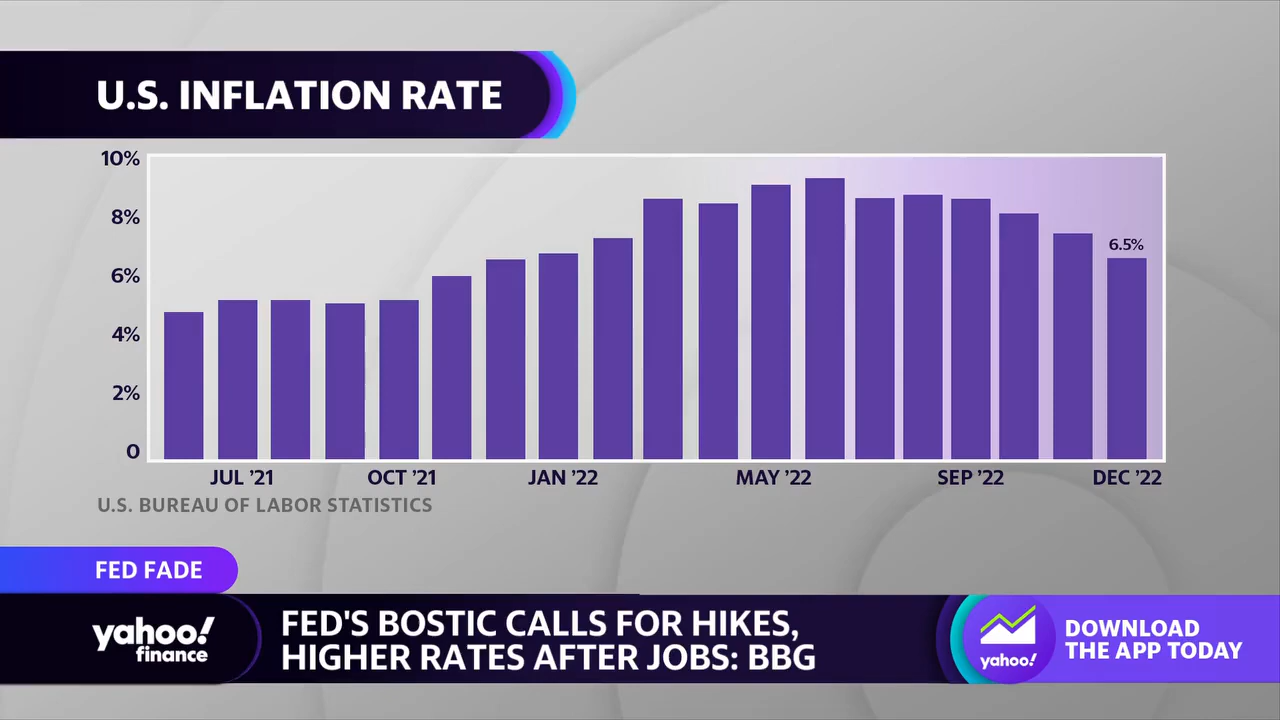 U.S. INFLATION RATE
10%
8%
6%
4%
2%
0
6.5%
JUL ’21 OCT ’21 JAN ’22 MAY ’22 SEP ’22 DEC ’22
U.S. BUREAU OF LABOR STATISTICS
FED FADE
yahoo!
finance
FED'S BOSTIC CALLS FOR HIKES,
HIGHER RATES AFTER JOBS: BBG
yahoo!
DOWNLOAD
THE APP TODAY